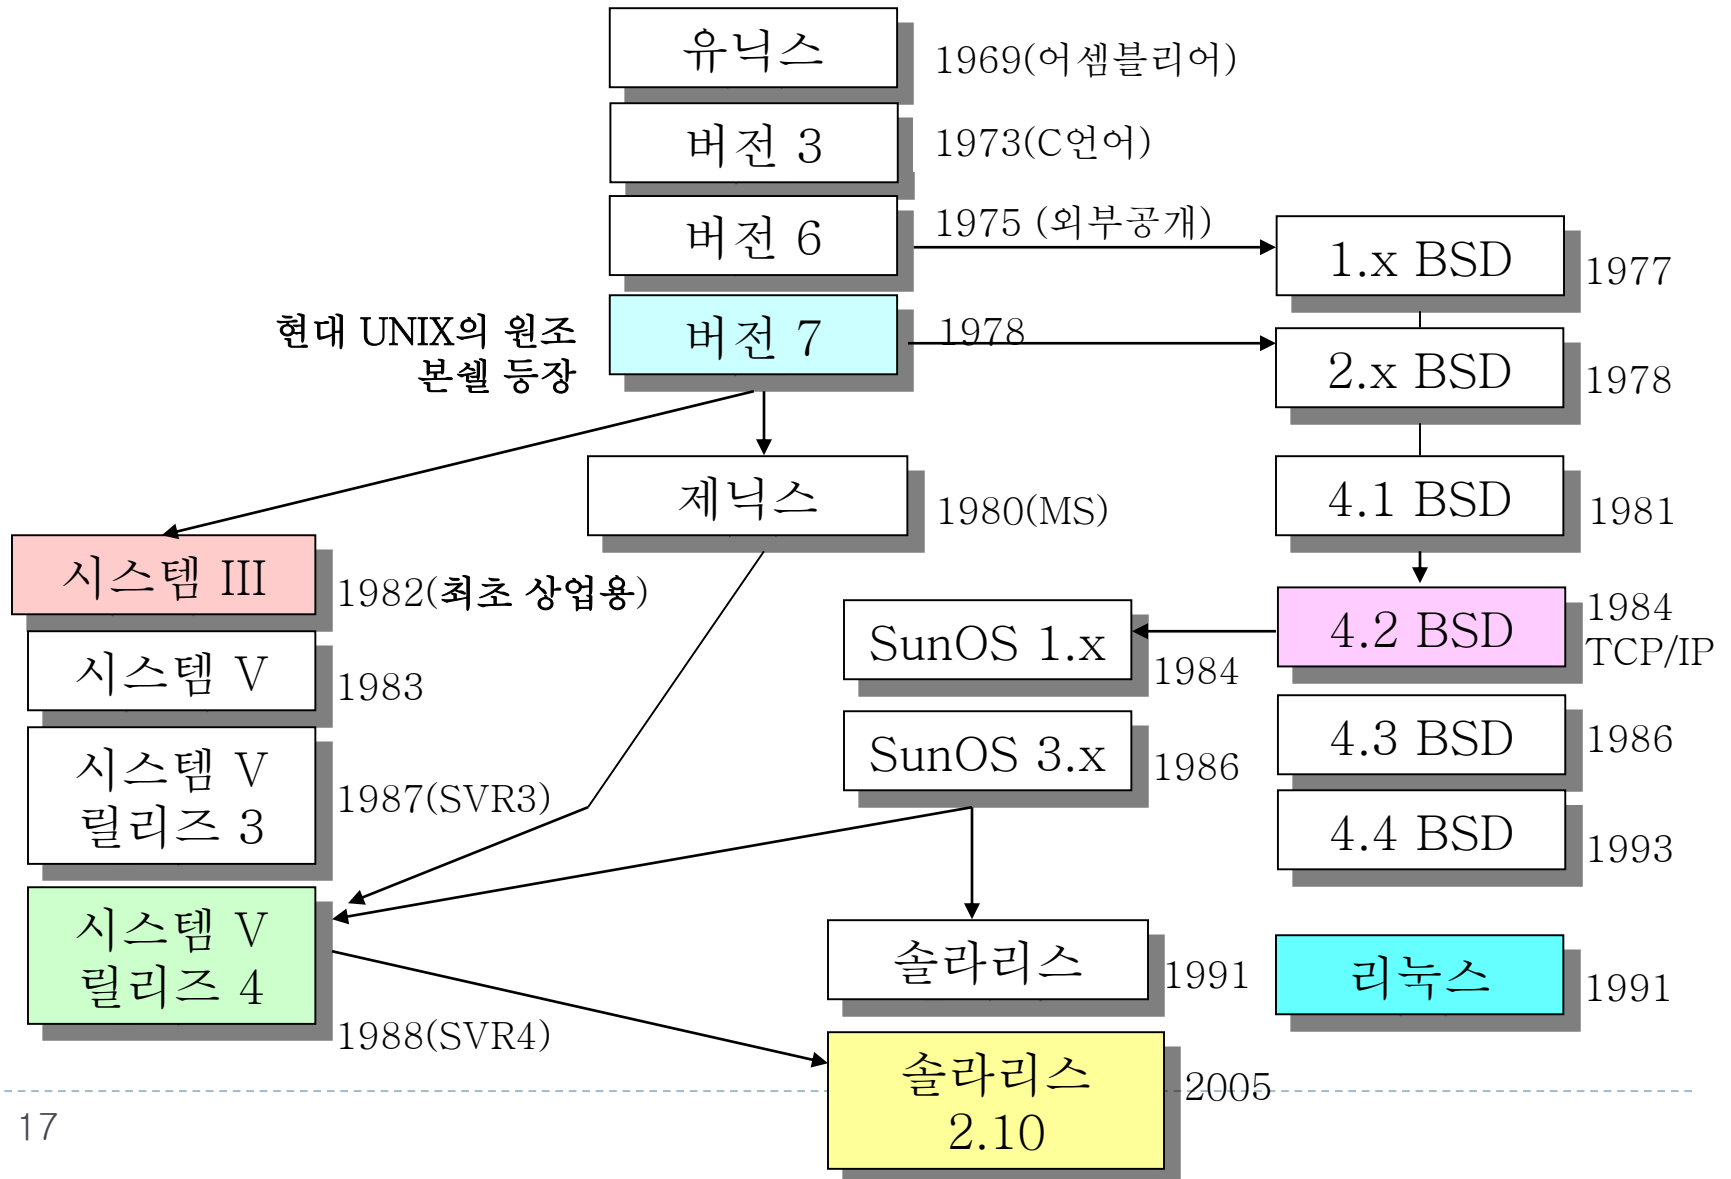 유닉스
1969(어셈블리어)
버전 3
1973(C언어)
버전 6
1975 (외부공개)
1.x BSD
1977
현대 UNIX의 원조
본쉘 등장
버전 7
1978
2.x BSD
1978
제닉스
1980(MS)
4.1 BSD
1981
시스템 III
1982(최초 상업용)
SunOS 1.x
1984
4.2 BSD
1984
TCP/IP
시스템 V
1983
SunOS 3.x
1986
4.3 BSD
1986
시스템 V
릴리즈 3
1987(SVR3)
4.4 BSD
1993
시스템 V
릴리즈 4
1988(SVR4)
솔라리스
1991
리눅스
1991
솔라리스
2.10
2005
17